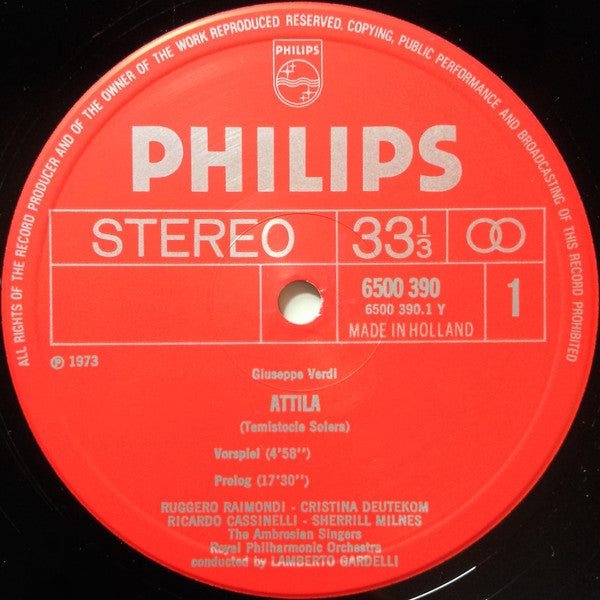 ALL RIGHTS OF THE RECORD PRODUCER AND OF THE OWNER OF THE WORK REPRODUCED RESERVED. COPYING, PUBLIC PERFORMANCE AND BROADCASTING OF THIS RECORD PROHIBITED
PHILIPS
PHILIPS
STEREO 33⅓
6500 390 1
6500 390.1 Y
MADE IN HOLLAND
℗ 1973
Giuseppe Verdi
ATTILA
(Temistocle Solera)
Vorspiel (4'58'')
Prolog (17'30'')
RUGGERO RAIMONDI - CRISTINA DEUTEKOM
RICARDO CASSINELLI - SHERRILL MILNES
The Ambrosian Singers
Royal Philharmonic Orchestra
conducted by LAMBERTO GARDELLI